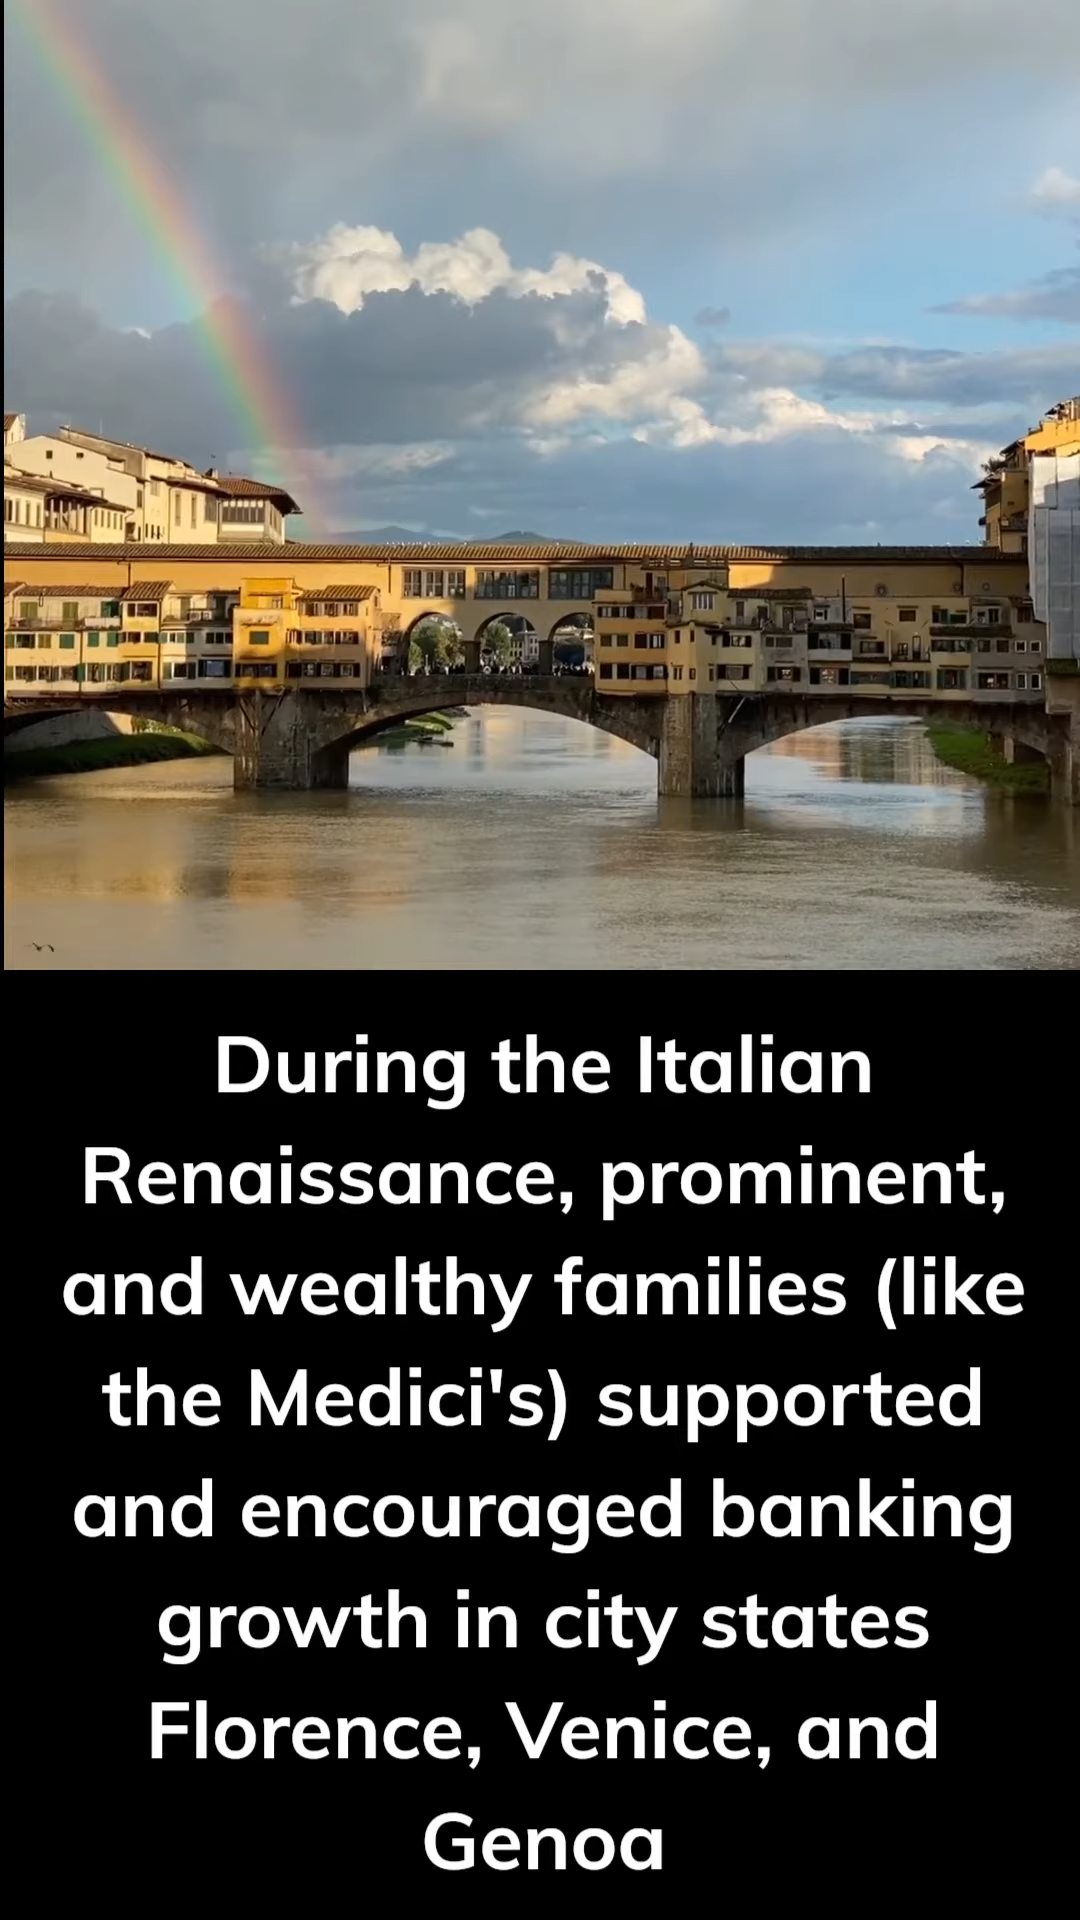 During the Italian
Renaissance, prominent,
and wealthy families (like
the Medici's) supported
and encouraged banking
growth in city states
Florence, Venice, and
Genoa